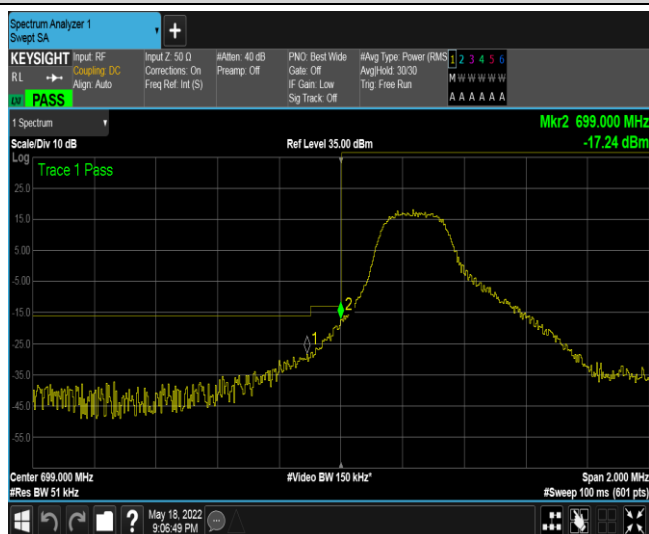 Spectrum Analyzer 1
Swept SA
+
KEYSIGHT
RL
PASS
Input: RF
Coupling: DC
Align: Auto
Input Z: 50 Ω
Corrections: On
Freq Ref: Int (S)
#Atten: 40 dB
Preamp: Off
PNO: Best Wide
Gate: Off
IF Gain: Low
Sig Track: Off
#Avg Type: Power (RMS
Avg|Hold: 30/30
Trig: Free Run
1 2 3 4 5 6
M W W W W W
A A A A A A
1 Spectrum
Mkr2 699.000 MHz
Scale/Div 10 dB
Ref Level 35.00 dBm
-17.24 dBm
Log
Trace 1 Pass
25.0
15.0
5.00
-5.00
-15.0
-25.0
-35.0
-45.0
-55.0
2
1
Center 699.000 MHz
#Video BW 150 kHz*
Span 2.000 MHz
#Res BW 51 kHz
#Sweep 100 ms (601 pts)
?
May 18, 2022
9:06:49 PM